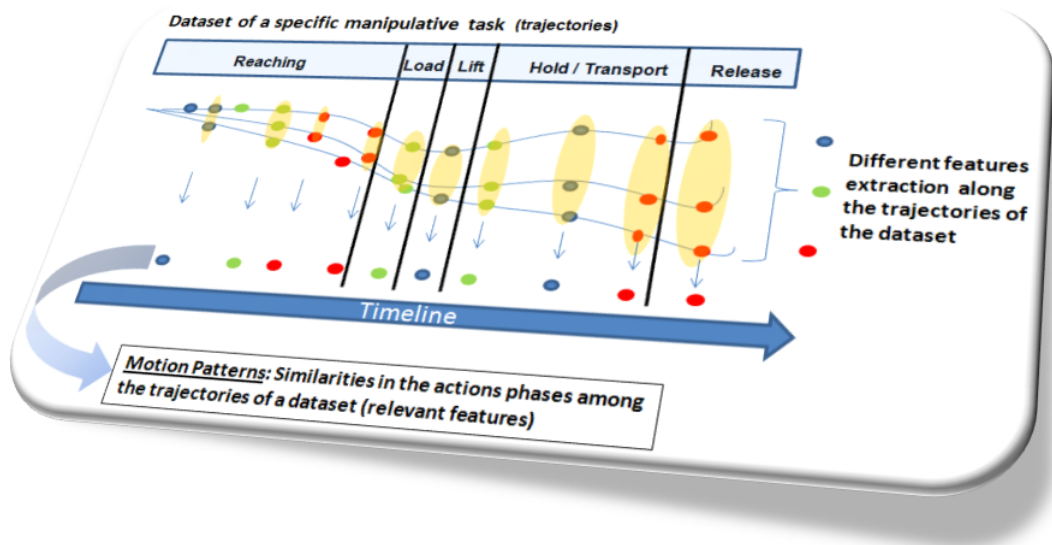 Dataset of a specific manipulative task (trajectories)
Reaching Load Lift Hold / Transport Release
Different features
extraction along
the trajectories of
the dataset
Timeline
Motion Patterns: Similarities in the actions phases among
the trajectories of a dataset (relevant features)